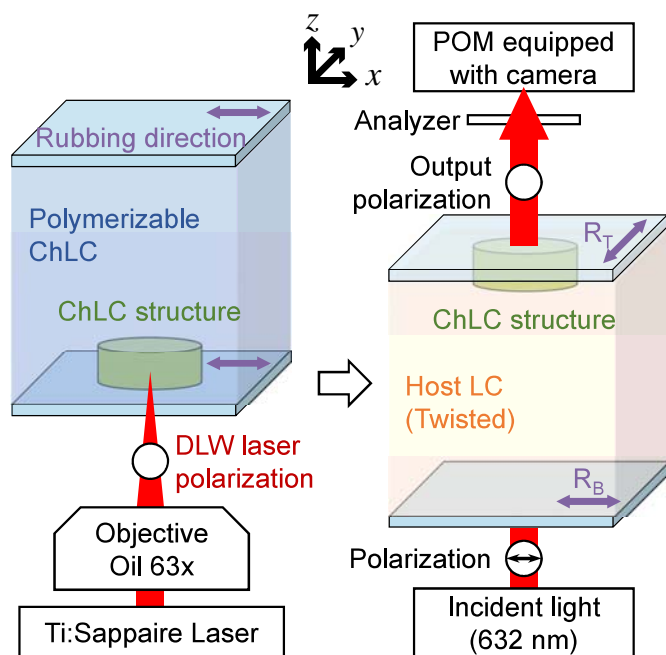 Rubbing direction
Polymerizable
ChLC
ChLC structure
DLW laser
polarization
Objective
Oil 63x
Ti:Sappaire Laser
z
y
x
POM equipped
with camera
Analyzer
Output
polarization
R_T
ChLC structure
Host LC
(Twisted)
R_B
Polarization
Incident light
(632 nm)